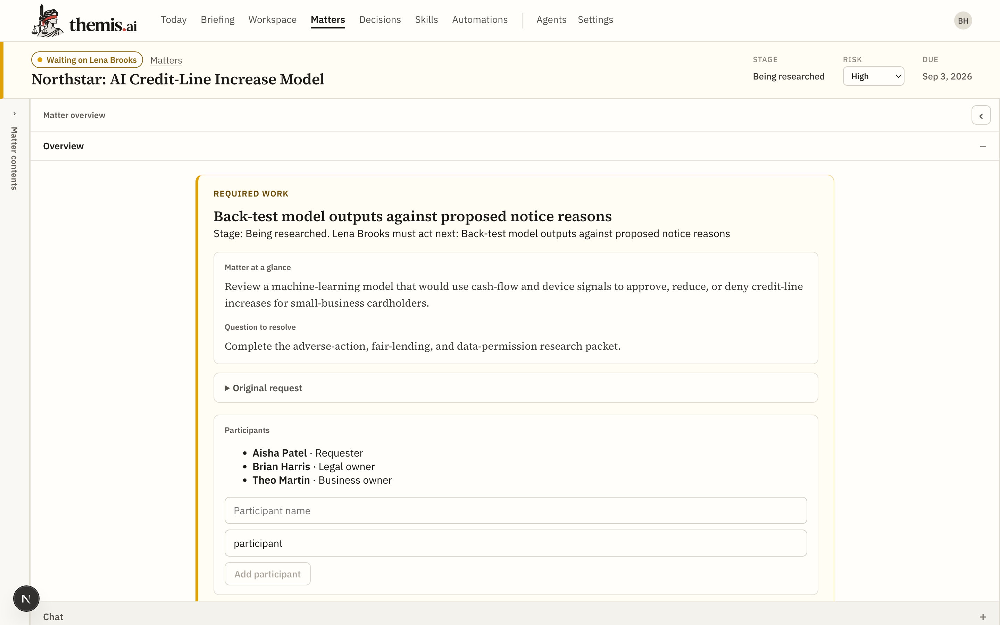 themis.ai
Today Briefing Workspace Matters Decisions Skills Automations Agents Settings
BH
Waiting on Lena Brooks Matters
Northstar: AI Credit-Line Increase Model
STAGE
Being researched
RISK
High
DUE
Sep 3, 2026
Matter contents
Matter overview
Overview
REQUIRED WORK
Back-test model outputs against proposed notice reasons
Stage: Being researched. Lena Brooks must act next: Back-test model outputs against proposed notice reasons
Matter at a glance
Review a machine-learning model that would use cash-flow and device signals to approve, reduce, or deny credit-line
increases for small-business cardholders.
Question to resolve
Complete the adverse-action, fair-lending, and data-permission research packet.
Original request
Participants
Aisha Patel · Requester
Brian Harris · Legal owner
Theo Martin · Business owner
Participant name
participant
Add participant
N
Chat